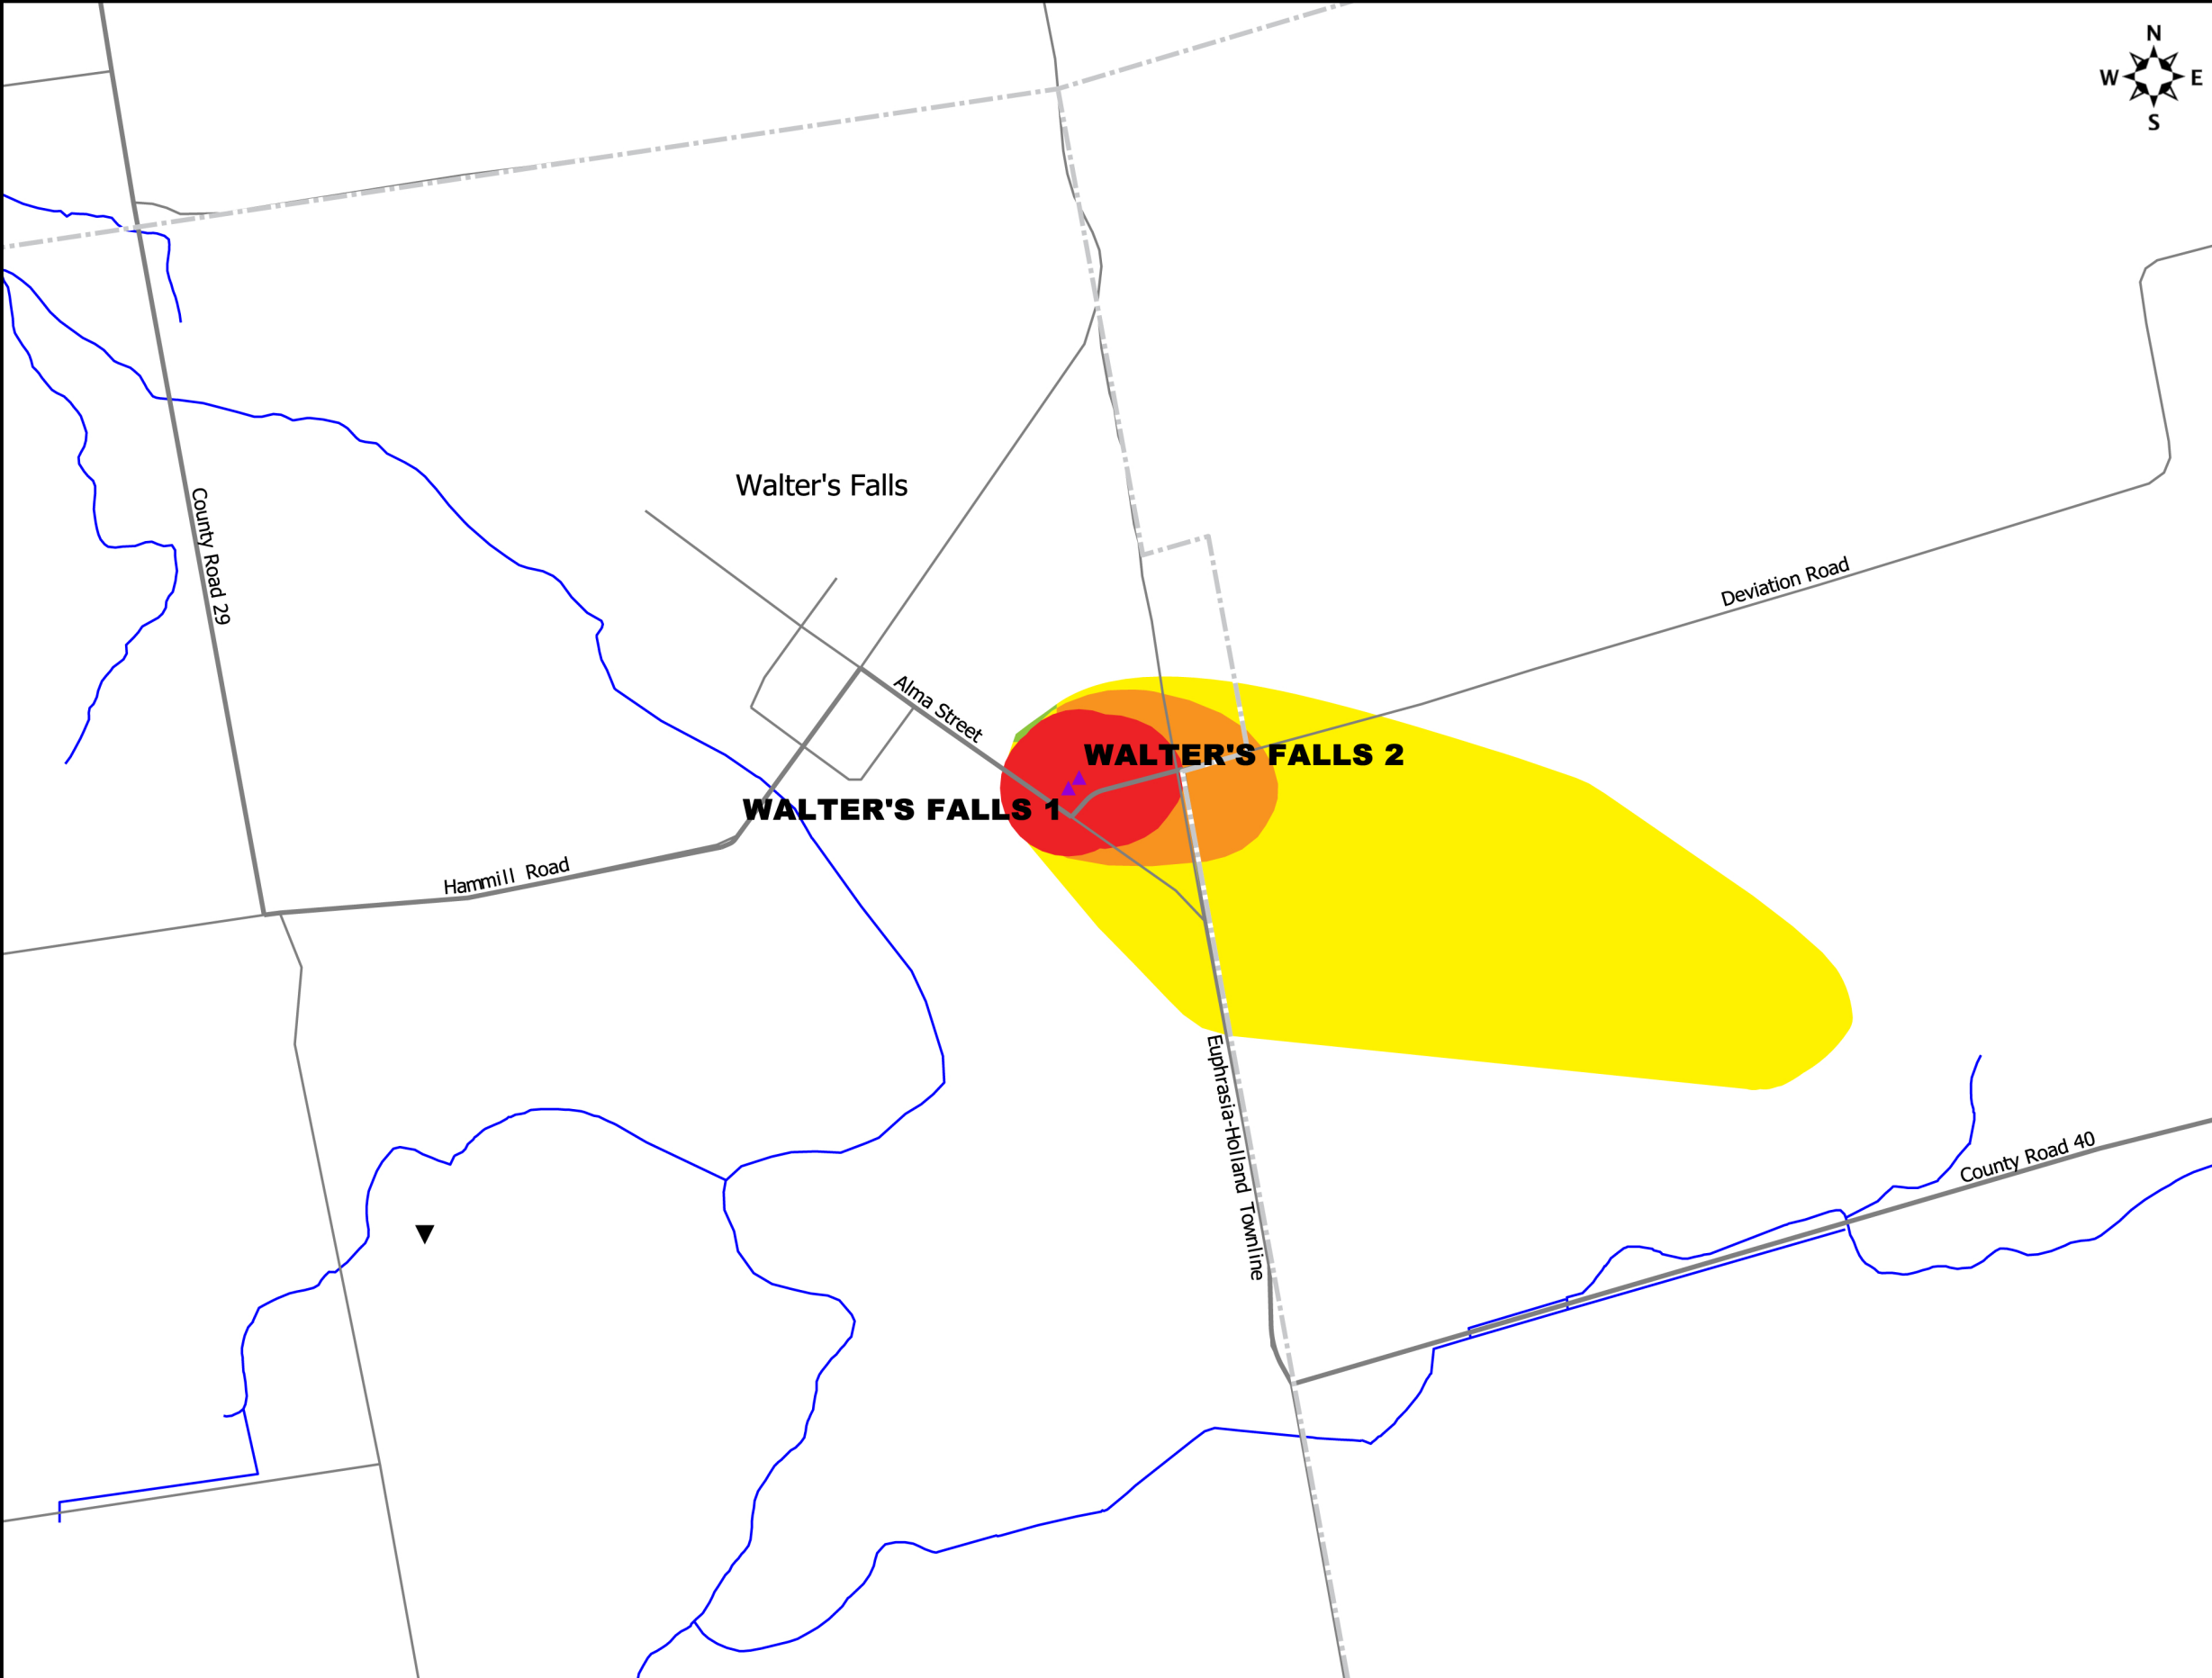 N
W E
S
Walter's Falls
County Road 29
Deviation Road
Alma Street
WALTER'S FALLS 2
WALTER'S FALLS 1
Hammill Road
Euphrasia-Holland Townline
County Road 40